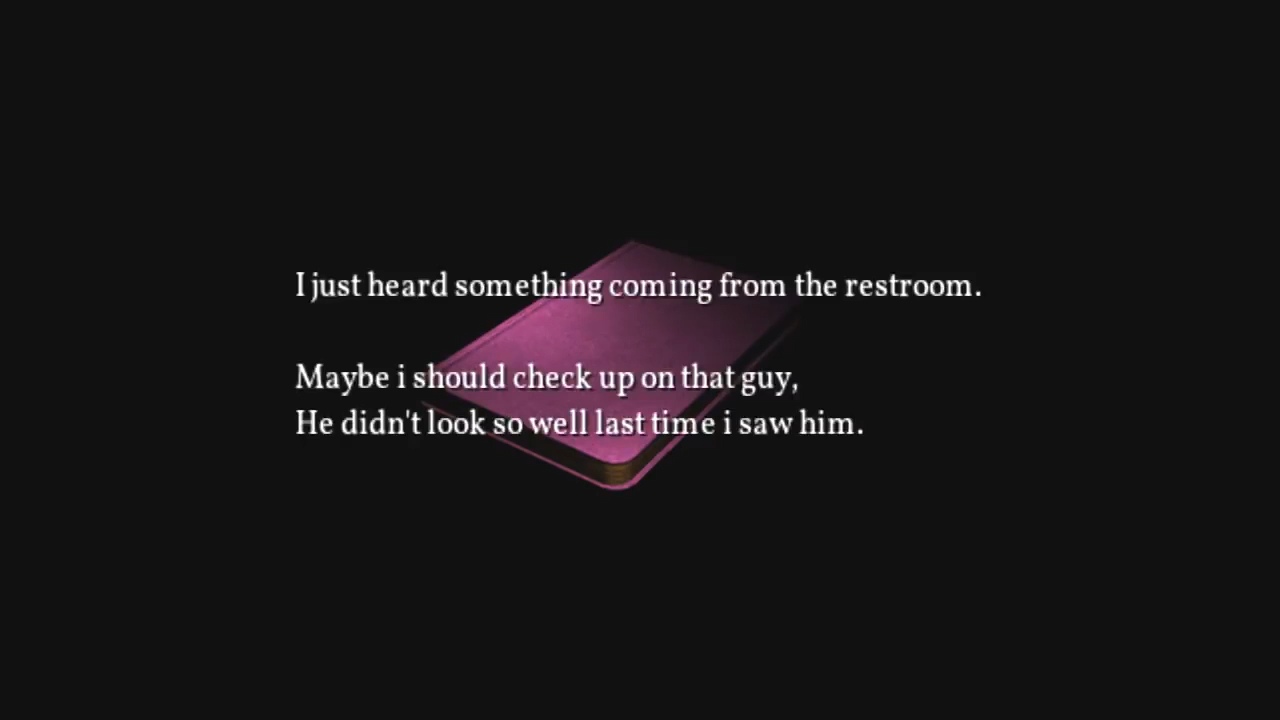 I just heard something coming from the restroom.
Maybe i should check up on that guy,
He didn't look so well last time i saw him.